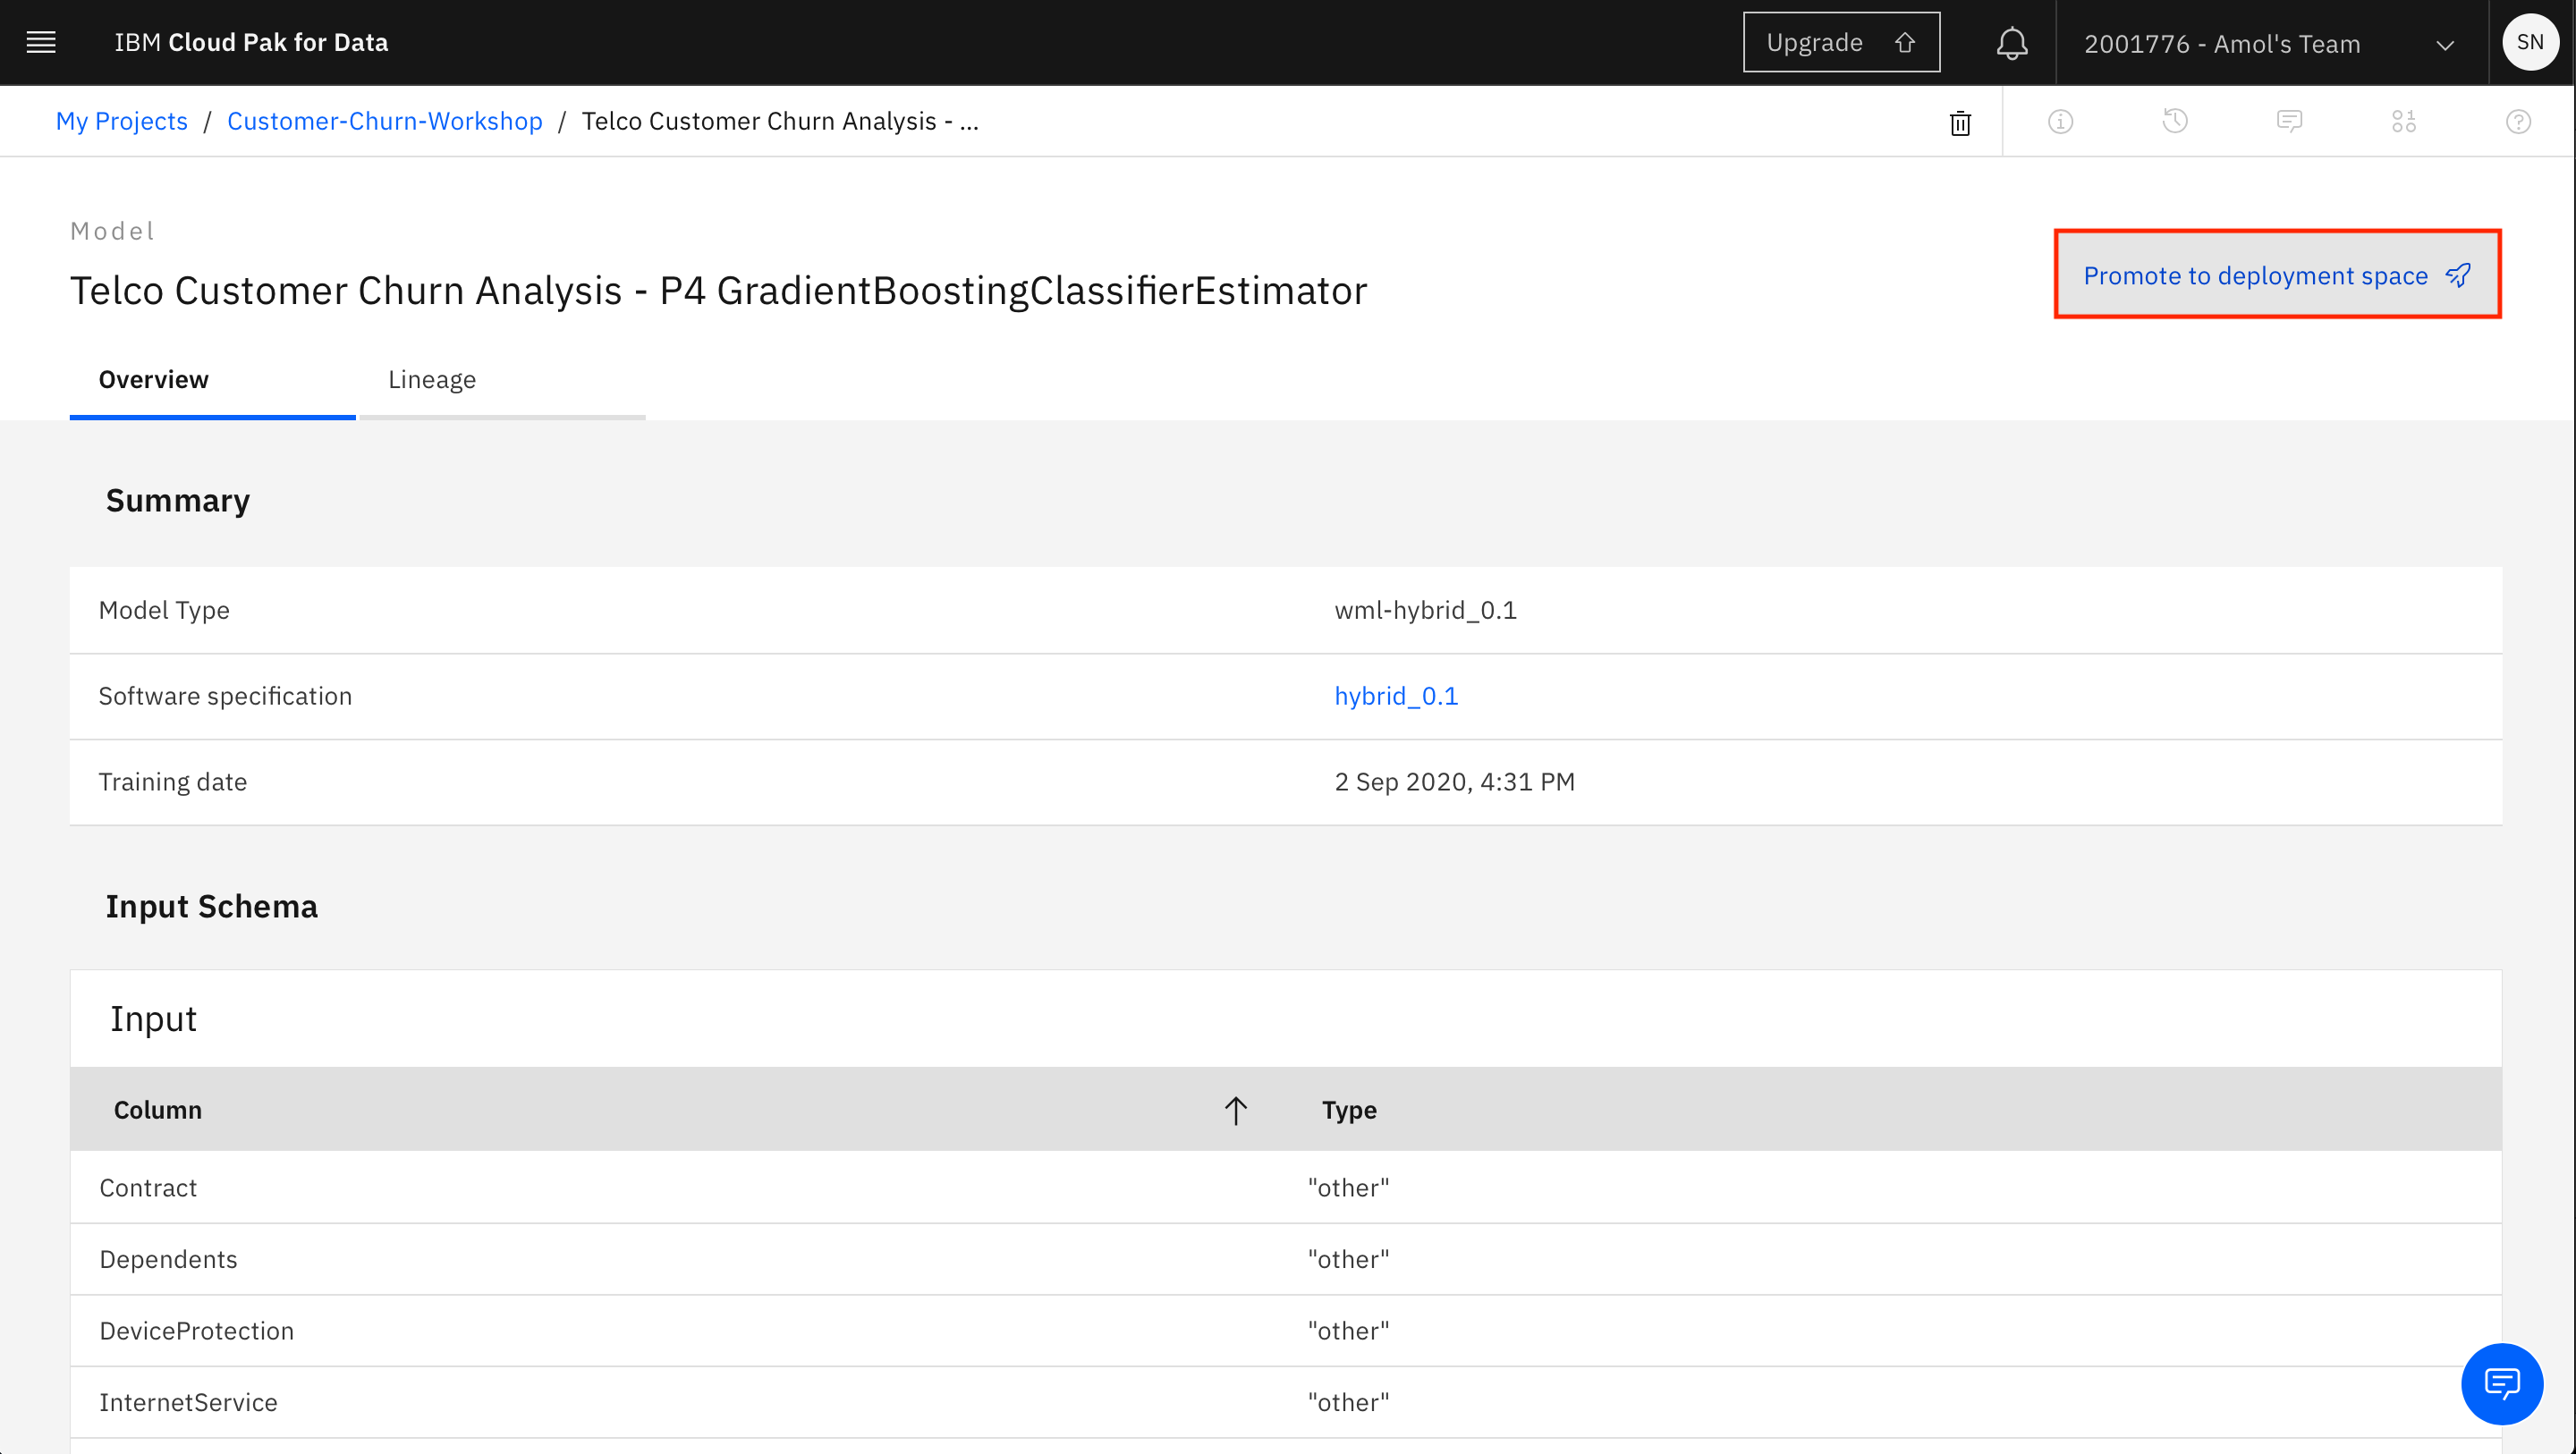 IBM Cloud Pak for Data
Upgrade
2001776 - Amol's Team
SN
My Projects / Customer-Churn-Workshop / Telco Customer Churn Analysis - ...
Model
Telco Customer Churn Analysis - P4 GradientBoostingClassifierEstimator
Promote to deployment space
Overview
Lineage
Summary
Model Type
wml-hybrid_0.1
Software specification
hybrid_0.1
Training date
2 Sep 2020, 4:31 PM
Input Schema
Input
Column
Type
Contract
"other"
Dependents
"other"
DeviceProtection
"other"
InternetService
"other"